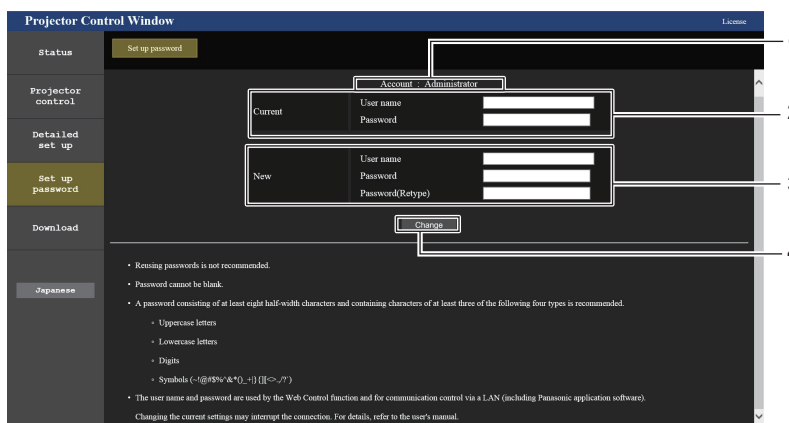 Projector Control Window
License
Status
Set up password
Projector
control
Detailed
set up
Set up
password
Download
Japanese
Account : Administrator
Current
User name
Password
New
User name
Password
Password(Retype)
Change
• Reusing passwords is not recommended.
• Password cannot be blank.
• A password consisting of at least eight half-width characters and containing characters of at least three of the following four types is recommended.
◦ Uppercase letters
◦ Lowercase letters
◦ Digits
◦ Symbols (~!@#$%^&*()_+|}{][<>.,/?`)
• The user name and password are used by the Web Control function and for communication control via a LAN (including Panasonic application software).
Changing the current settings may interrupt the connection. For details, refer to the user's manual.